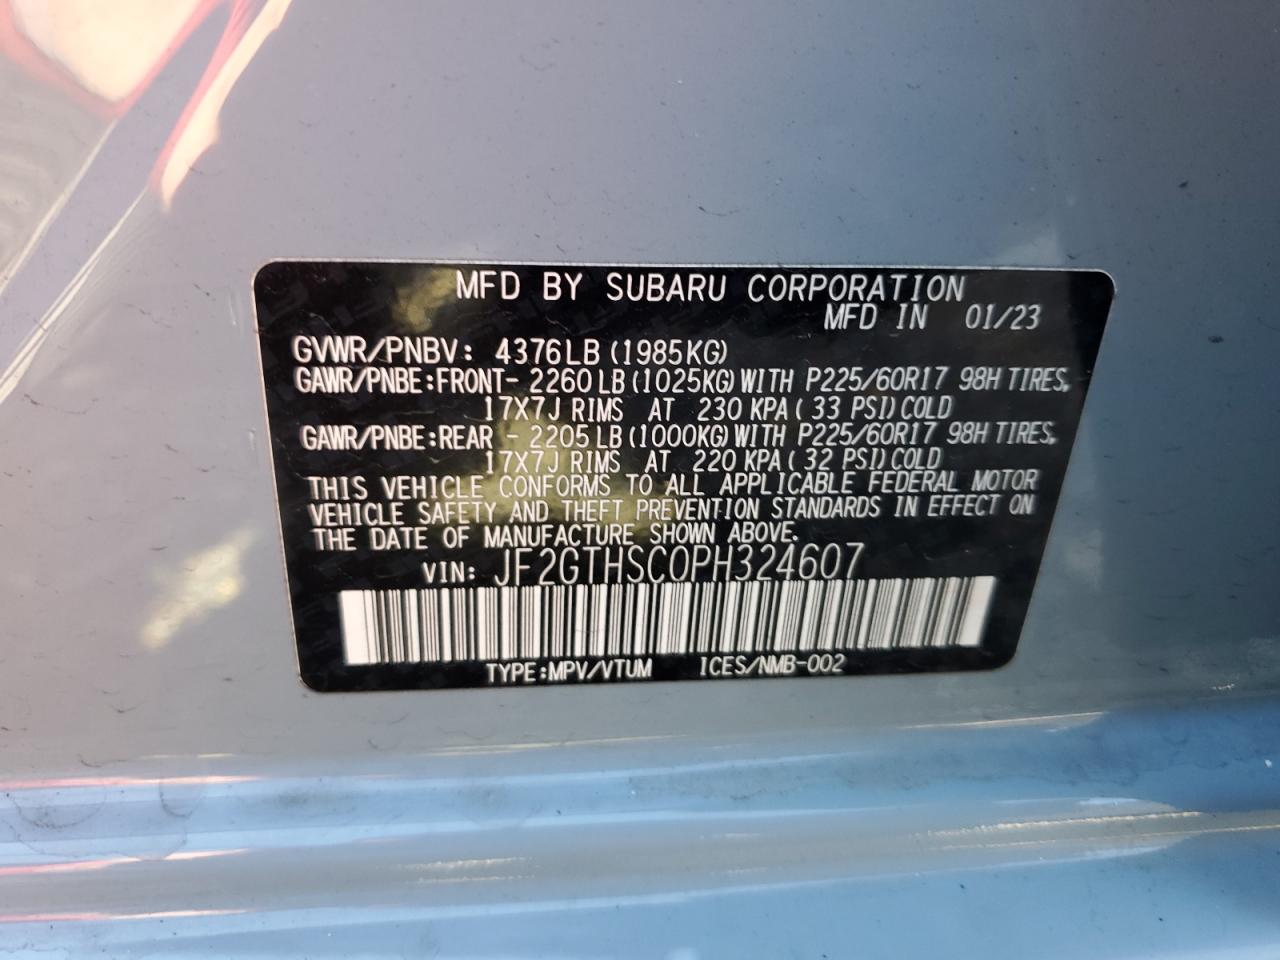 MFD BY SUBARU CORPORATION
MFD IN 01/23
GVWR/PNBV: 4376LB(1985KG)
GAWR/PNBE:FRONT- 2260LB(1025KG)WITH P225/60R17 98H TIRES,
17X7J RIMS AT 230 KPA( 33 PSI)COLD
GAWR/PNBE:REAR - 2205LB(1000KG)WITH P225/60R17 98H TIRES,
17X7J RIMS AT 220 KPA( 32 PSI)COLD
THIS VEHICLE CONFORMS TO ALL APPLICABLE FEDERAL MOTOR
VEHICLE SAFETY AND THEFT PREVENTION STANDARDS IN EFFECT ON
THE DATE OF MANUFACTURE SHOWN ABOVE.
VIN: JF2GTHSC0PH324607
TYPE:MPV/VTUM ICES/NMB-002